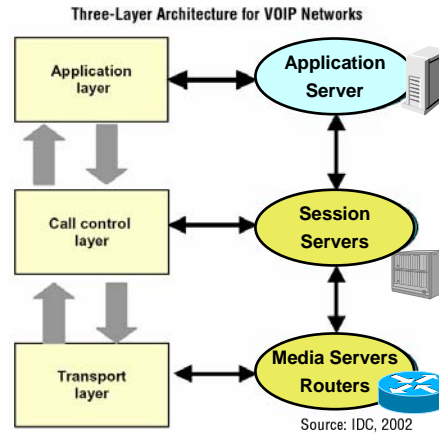 Three-Layer Architecture for VOIP Networks
Application
layer
Application
Server
Call control
layer
Session
Servers
Transport
layer
Media Servers
Routers
Source: IDC, 2002